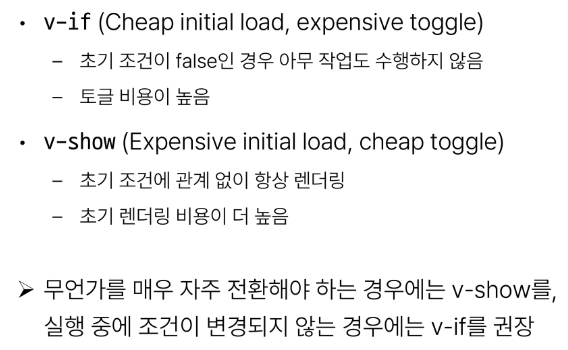 • v-if (Cheap initial load, expensive toggle)
– 초기 조건이 false인 경우 아무 작업도 수행하지 않음
– 토글 비용이 높음
• v-show (Expensive initial load, cheap toggle)
– 초기 조건에 관계 없이 항상 렌더링
– 초기 렌더링 비용이 더 높음
➢ 무언가를 매우 자주 전환해야 하는 경우에는 v-show를,
실행 중에 조건이 변경되지 않는 경우에는 v-if를 권장